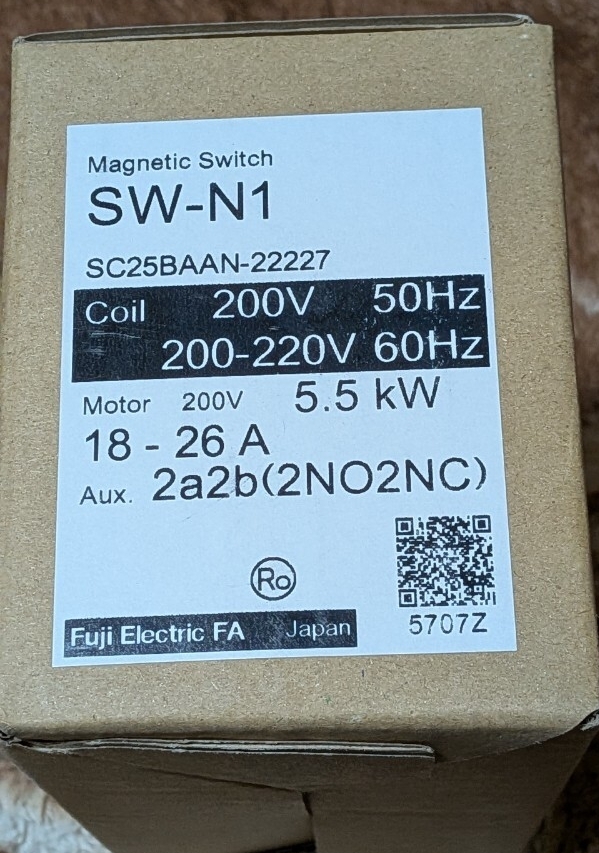 Magnetic Switch
SW-N1
SC25BAAN-22227
Coil 200V 50Hz
200-220V 60Hz
Motor 200V 5.5 kW
18 - 26 A
Aux. 2a2b(2NO2NC)
Ro
5707Z
Fuji Electric FA Japan